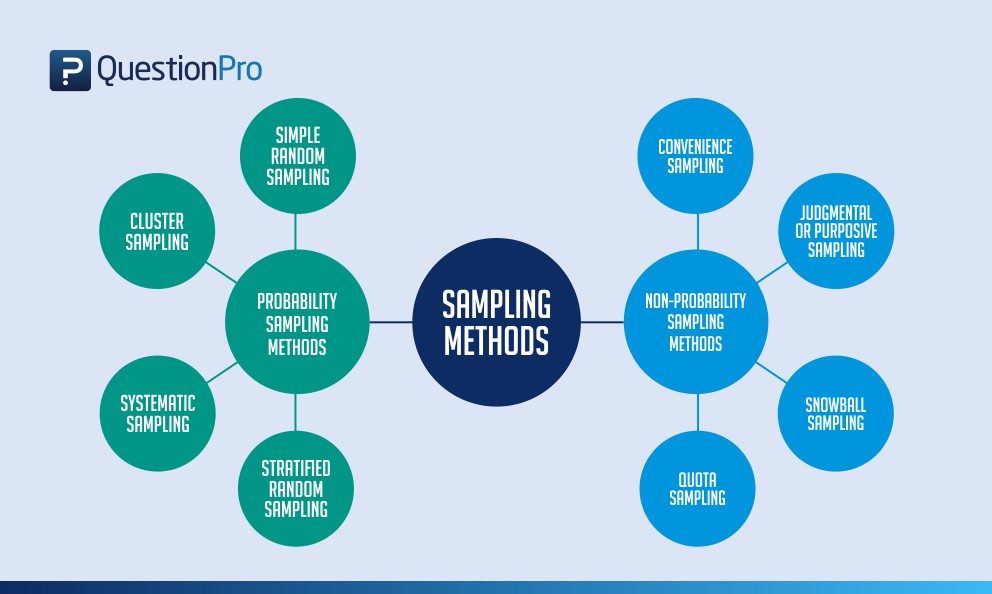 QuestionPro
SIMPLE
RANDOM
SAMPLING
CLUSTER
SAMPLING
PROBABILITY
SAMPLING
METHODS
SYSTEMATIC
SAMPLING
STRATIFIED
RANDOM
SAMPLING
SAMPLING
METHODS
CONVENIENCE
SAMPLING
JUDGMENTAL
OR PURPOSIVE
SAMPLING
NON-PROBABILITY
SAMPLING
METHODS
SNOWBALL
SAMPLING
QUOTA
SAMPLING